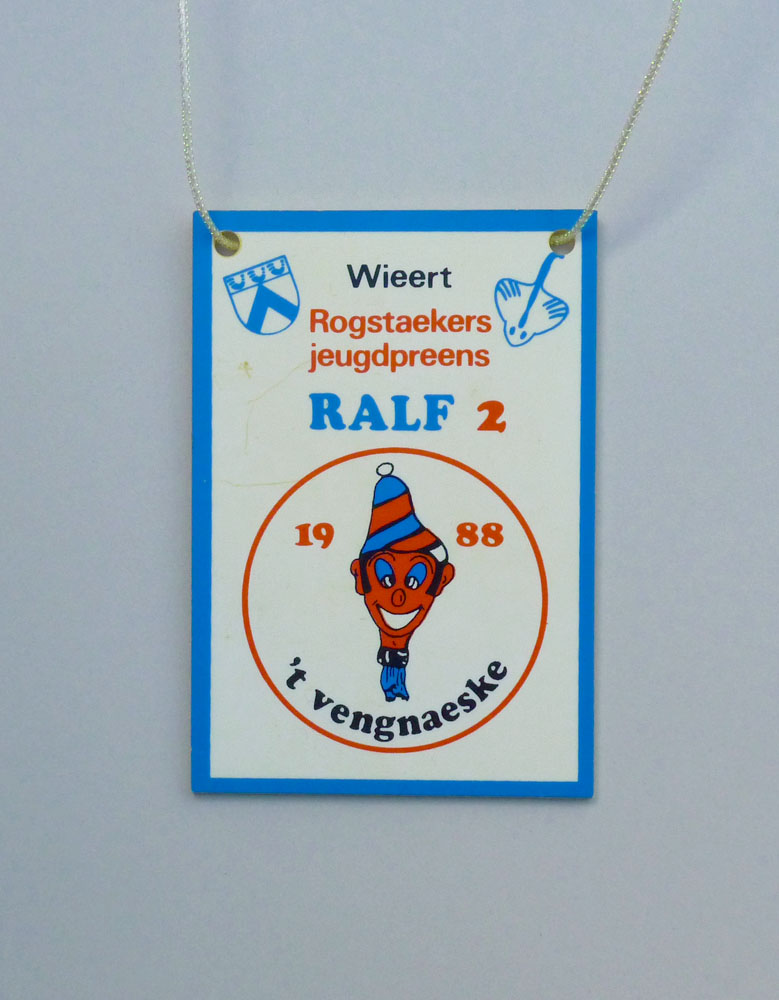 Wieert
Rogstaekers
jeugdpreens
RALF 2
19 88
't vengnaeske